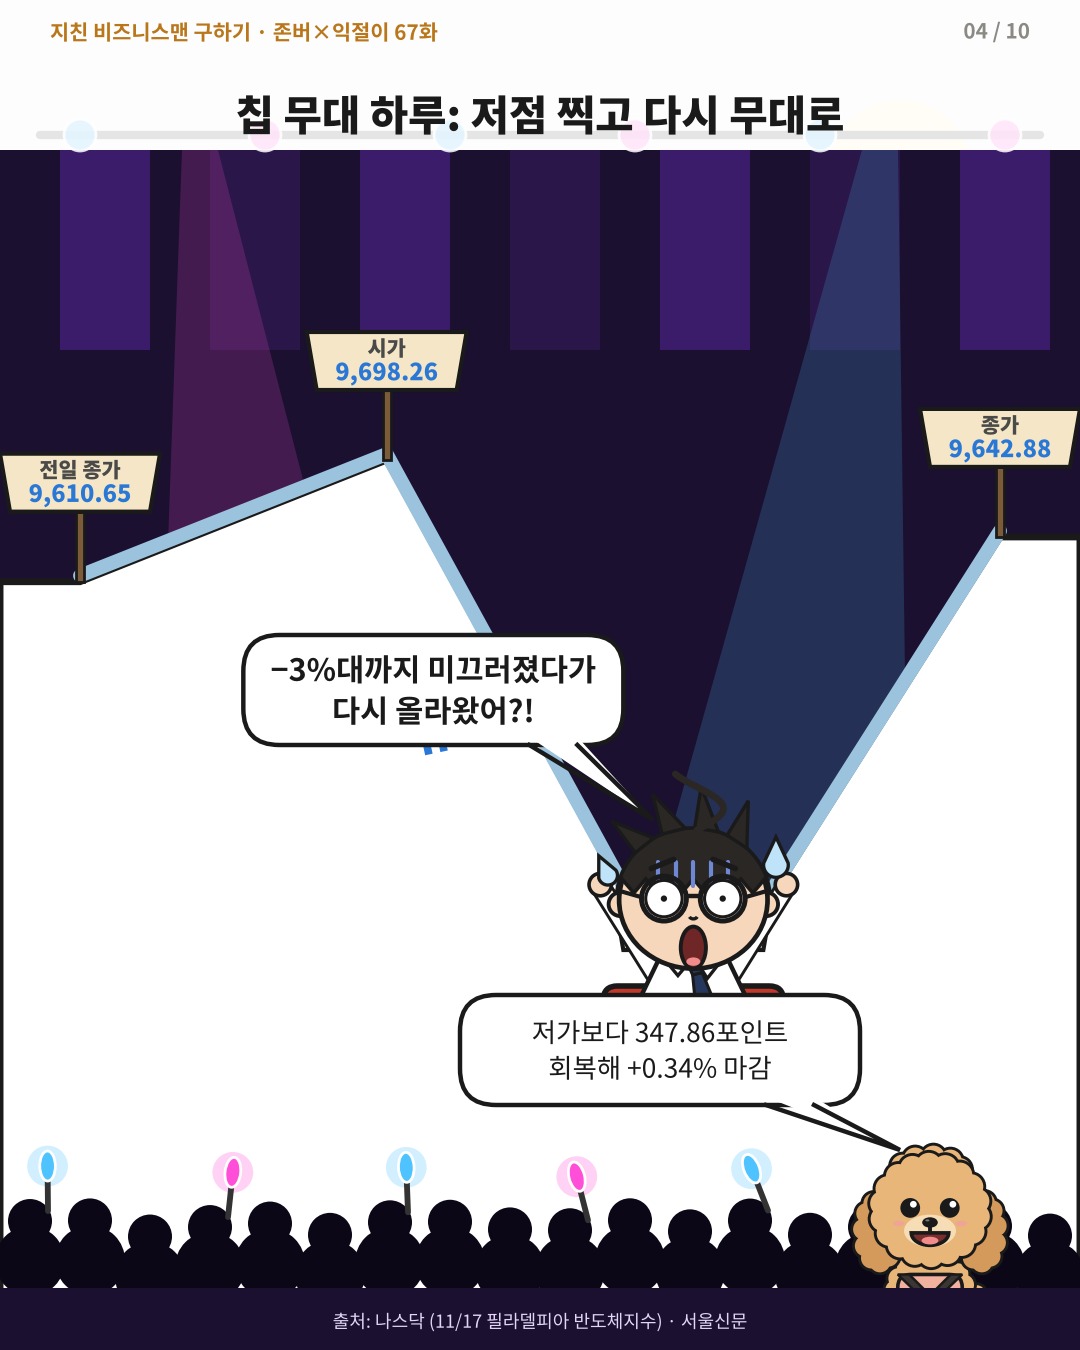 지친 비즈니스맨 구하기 · 존버×익절이 67화
04 / 10
칩 무대 하루: 저점 찍고 다시 무대로
시가
9,698.26
종가
9,642.88
전일 종가
9,610.65
−3%대까지 미끄러졌다가
다시 올라왔어?!
저가보다 347.86포인트
회복해 +0.34% 마감
출처: 나스닥 (11/17 필라델피아 반도체지수) · 서울신문